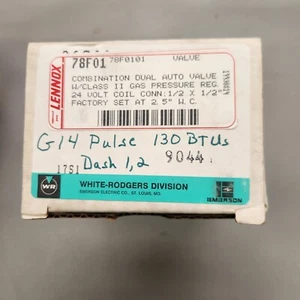 LENNOX
78F01 78F0101 VALVE
COMBINATION DUAL AUTO VALVE
W/CLASS II GAS PRESSURE REG.
24 VOLT COIL CONN:1/2 X 1/2"
FACTORY SET AT 2.5" W.C.
G14 Pulse 130 BTUs
Dash 1,2 9044
1751
WR
WHITE-RODGERS DIVISION
EMERSON ELECTRIC CO., ST. LOUIS, MO.
EMERSON